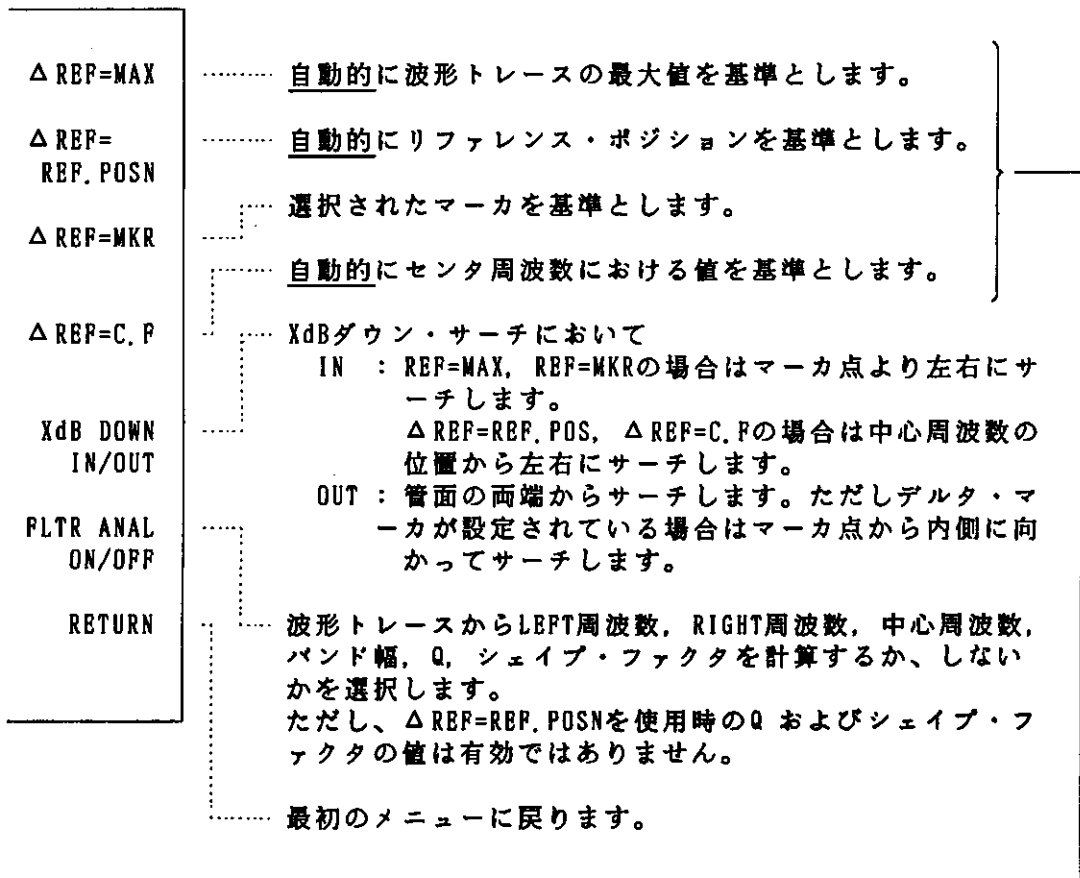 △REF=MAX ……… 自動的に波形トレースの最大値を基準とします。
△REF= ……… 自動的にリファレンス・ポジションを基準とします。
REF.POSN
選択されたマーカを基準とします。
△REF=MKR
自動的にセンタ周波数における値を基準とします。
△REF=C.F
XdBダウン・サーチにおいて
IN : REF=MAX, REF=MKRの場合はマーカ点より左右にサ
ーチします。
XdB DOWN
△REF=REF.POS, △REF=C.Fの場合は中心周波数の
IN/OUT
位置から左右にサーチします。
OUT : 管面の両端からサーチします。ただしデルタ・マ
FLTR ANAL
ーカが設定されている場合はマーカ点から内側に向
ON/OFF
かってサーチします。
RETURN
波形トレースからLEFT周波数, RIGHT周波数, 中心周波数,
バンド幅, Q, シェイプ・ファクタを計算するか、しない
かを選択します。
ただし、△REF=REF.POSNを使用時のQ およびシェイプ・フ
ァクタの値は有効ではありません。
最初のメニューに戻ります。